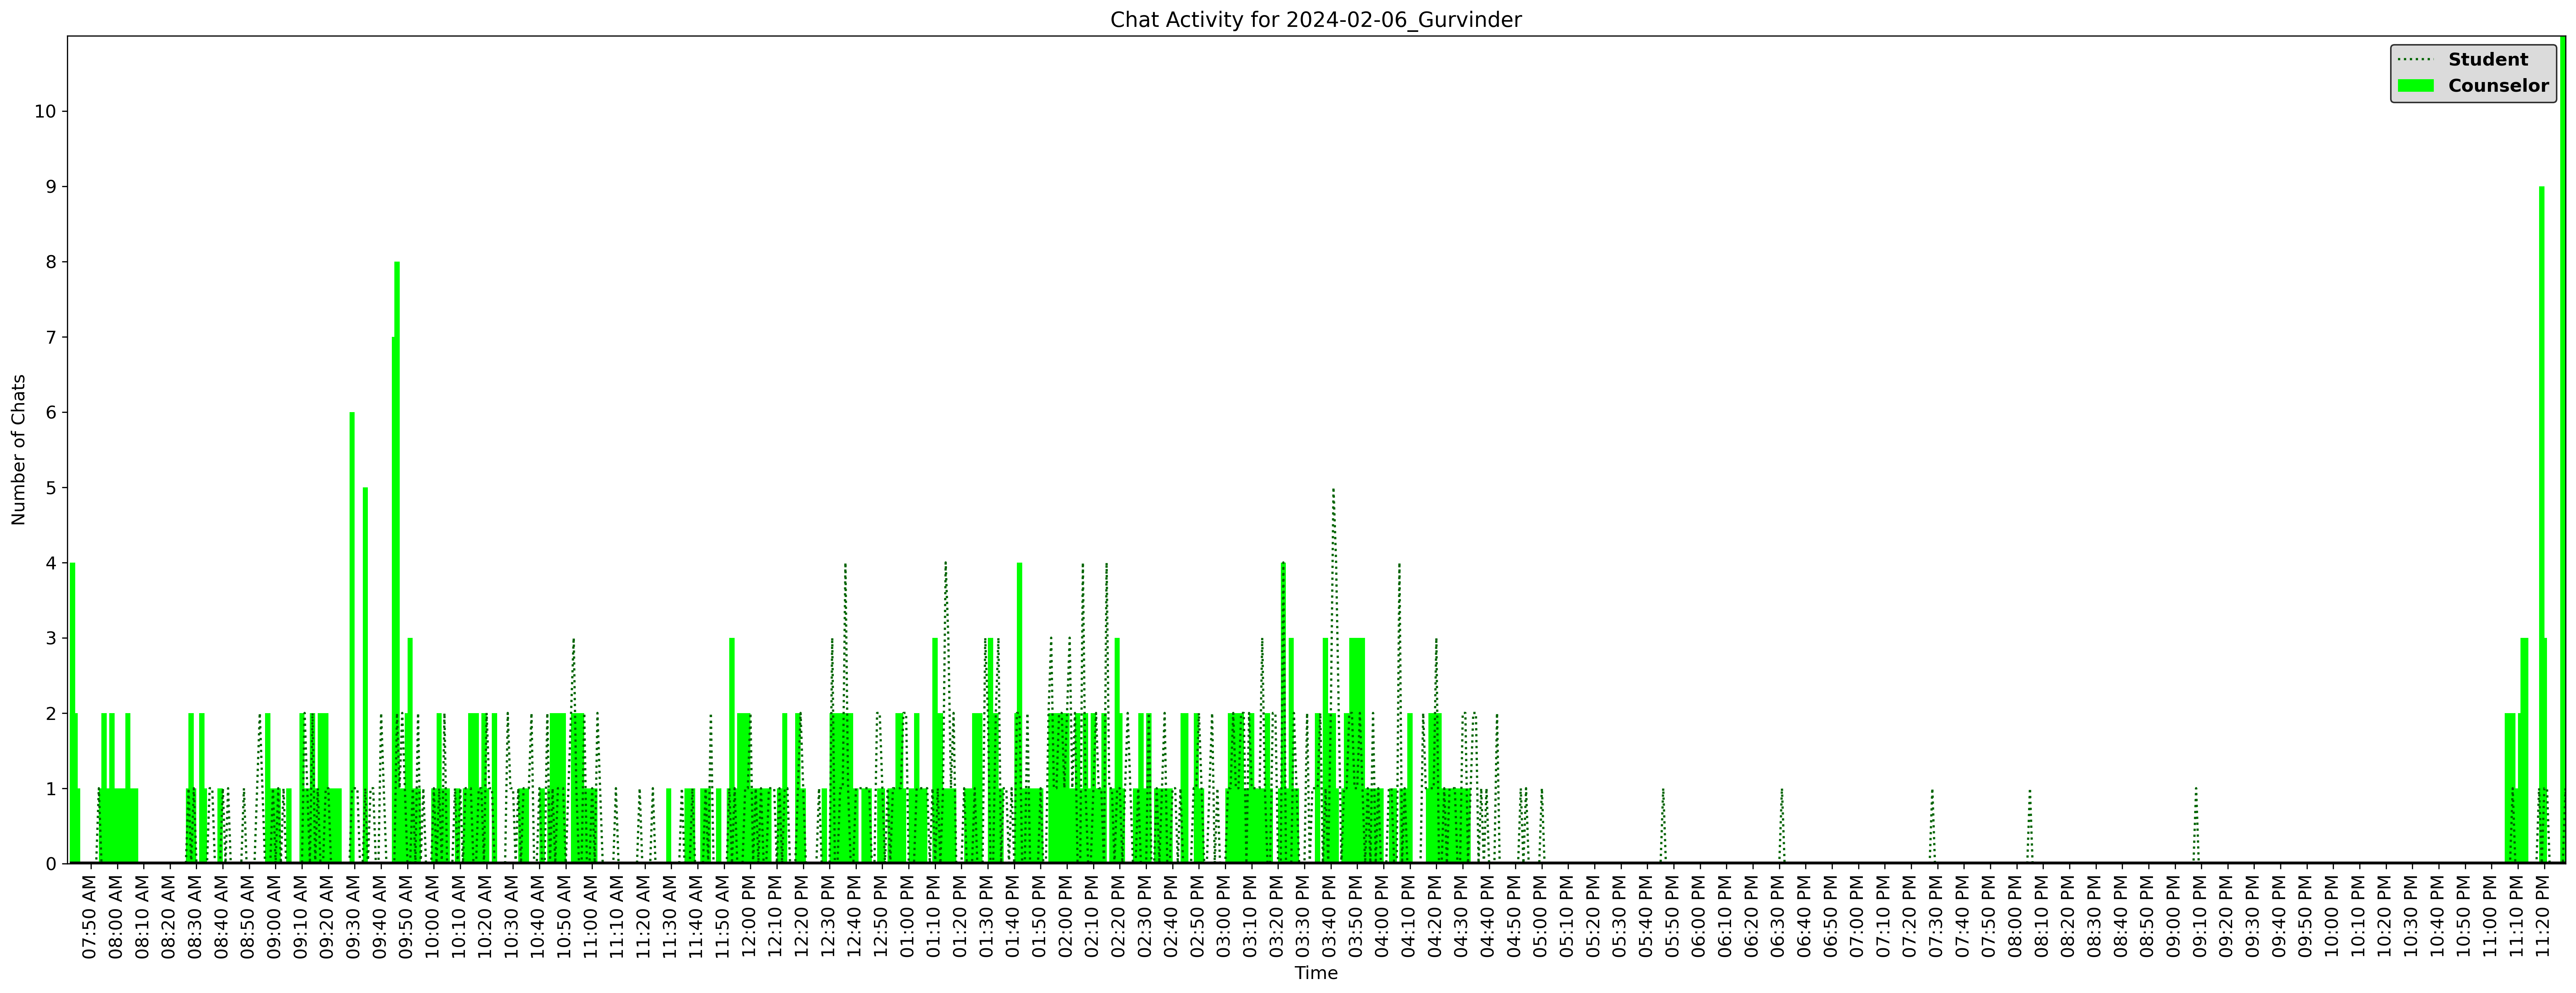 Chat Activity for 2024-02-06_Gurvinder
Student
Counselor
Number of Chats
10
9
8
7
6
5
4
3
2
1
0
07:50 AM
08:00 AM
08:10 AM
08:20 AM
08:30 AM
08:40 AM
08:50 AM
09:00 AM
09:10 AM
09:20 AM
09:30 AM
09:40 AM
09:50 AM
10:00 AM
10:10 AM
10:20 AM
10:30 AM
10:40 AM
10:50 AM
11:00 AM
11:10 AM
11:20 AM
11:30 AM
11:40 AM
11:50 AM
12:00 PM
12:10 PM
12:20 PM
12:30 PM
12:40 PM
12:50 PM
01:00 PM
01:10 PM
01:20 PM
01:30 PM
01:40 PM
01:50 PM
02:00 PM
02:10 PM
02:20 PM
02:30 PM
02:40 PM
02:50 PM
03:00 PM
03:10 PM
03:20 PM
03:30 PM
03:40 PM
03:50 PM
04:00 PM
04:10 PM
04:20 PM
04:30 PM
04:40 PM
04:50 PM
05:00 PM
05:10 PM
05:20 PM
05:30 PM
05:40 PM
05:50 PM
06:00 PM
06:10 PM
06:20 PM
06:30 PM
06:40 PM
06:50 PM
07:00 PM
07:10 PM
07:20 PM
07:30 PM
07:40 PM
07:50 PM
08:00 PM
08:10 PM
08:20 PM
08:30 PM
08:40 PM
08:50 PM
09:00 PM
09:10 PM
09:20 PM
09:30 PM
09:40 PM
09:50 PM
10:00 PM
10:10 PM
10:20 PM
10:30 PM
10:40 PM
10:50 PM
11:00 PM
11:10 PM
11:20 PM
Time